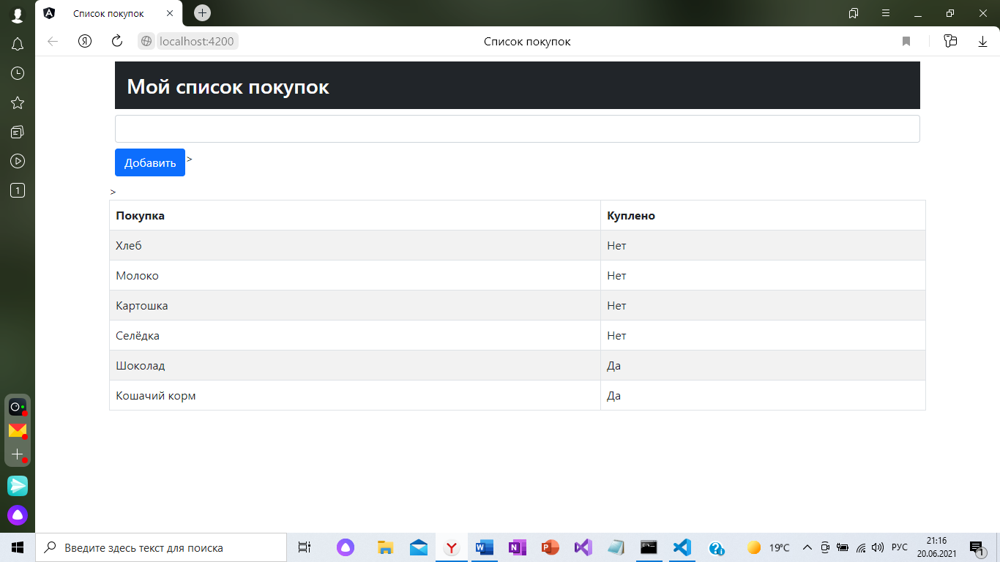 Список покупок
localhost:4200
Список покупок
Мой список покупок
Добавить >
>
Покупка Куплено
Хлеб Нет
Молоко Нет
Картошка Нет
Селёдка Нет
Шоколад Да
Кошачий корм Да
1
Введите здесь текст для поиска
19°C
РУС
21:16
20.06.2021
1